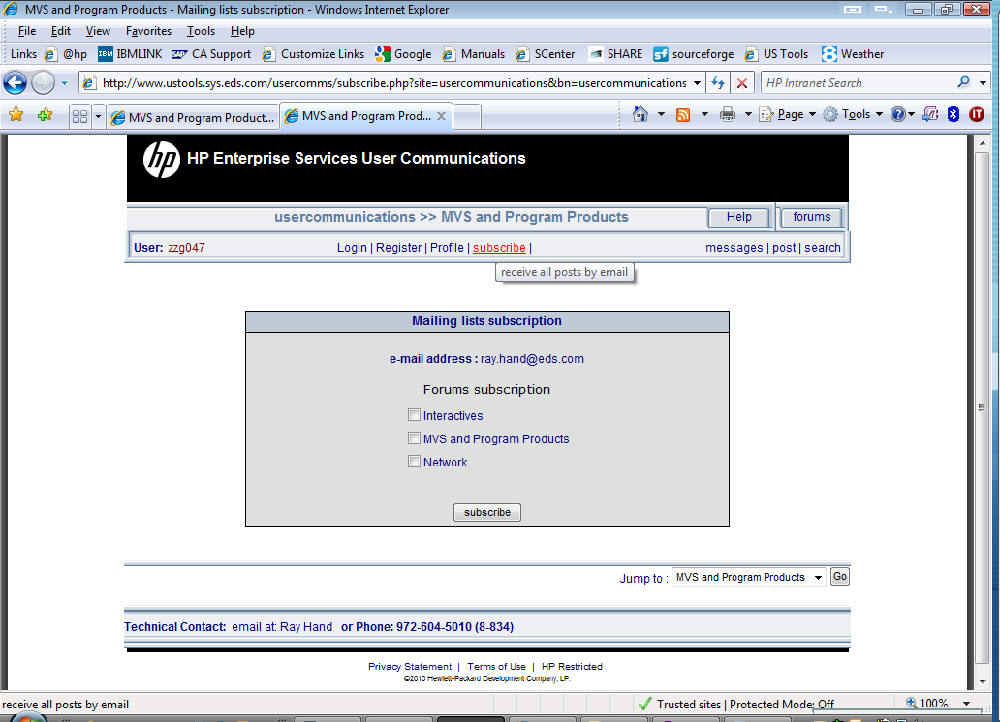 MVS and Program Products - Mailing lists subscription - Windows Internet Explorer
File Edit View Favorites Tools Help
Links @hp IBM IBMLINK CA Support Customize Links Google Manuals SCenter SHARE sf sourceforge US Tools Weather
http://www.ustools.sys.eds.com/usercomms/subscribe.php?site=usercommunications&bn=usercommunications HP Intranet Search
MVS and Program Product... MVS and Program Prod... Page Tools IT
hp HP Enterprise Services User Communications
usercommunications >> MVS and Program Products Help forums
User: zzg047 Login | Register | Profile | subscribe | messages | post | search
receive all posts by email
Mailing lists subscription
e-mail address : ray.hand@eds.com
Forums subscription
Interactives
MVS and Program Products
Network
subscribe
Jump to : MVS and Program Products Go
Technical Contact: email at: Ray Hand or Phone: 972-604-5010 (8-834)
Privacy Statement | Terms of Use | HP Restricted
©2010 Hewlett-Packard Development Company, LP.
receive all posts by email Trusted sites | Protected Mode: Off 100%